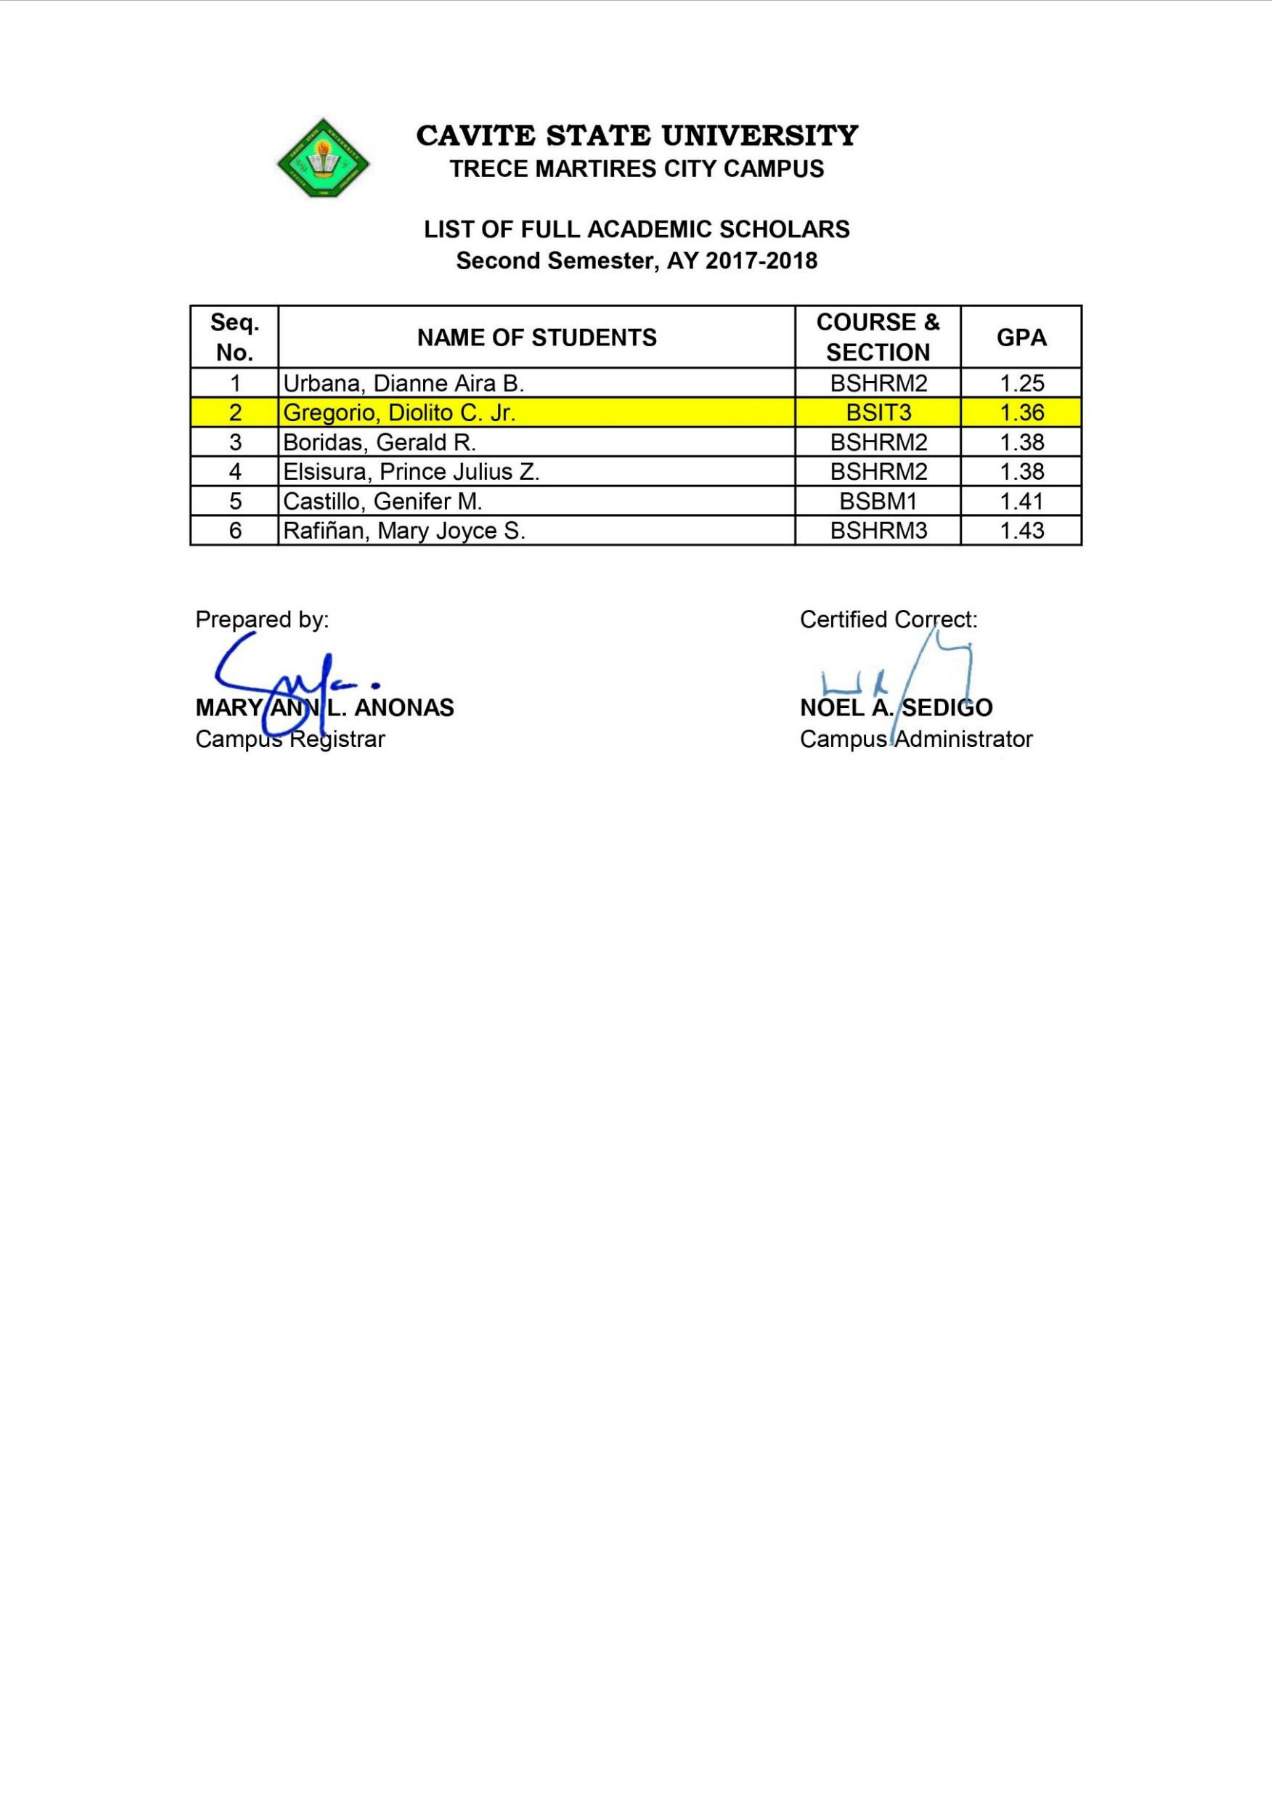 CAVITE STATE UNIVERSITY
TRECE MARTIRES CITY CAMPUS
LIST OF FULL ACADEMIC SCHOLARS
Second Semester, AY 2017-2018
Seq. No. NAME OF STUDENTS COURSE & SECTION GPA
1 Urbana, Dianne Aira B. BSHRM2 1.25
2 Gregorio, Diolito C. Jr. BSIT3 1.36
3 Boridas, Gerald R. BSHRM2 1.38
4 Elsisura, Prince Julius Z. BSHRM2 1.38
5 Castillo, Genifer M. BSBM1 1.41
6 Rafiñan, Mary Joyce S. BSHRM3 1.43
Prepared by: Certified Correct:
MARY ANN L. ANONAS NOEL A. SEDIGO
Campus Registrar Campus Administrator